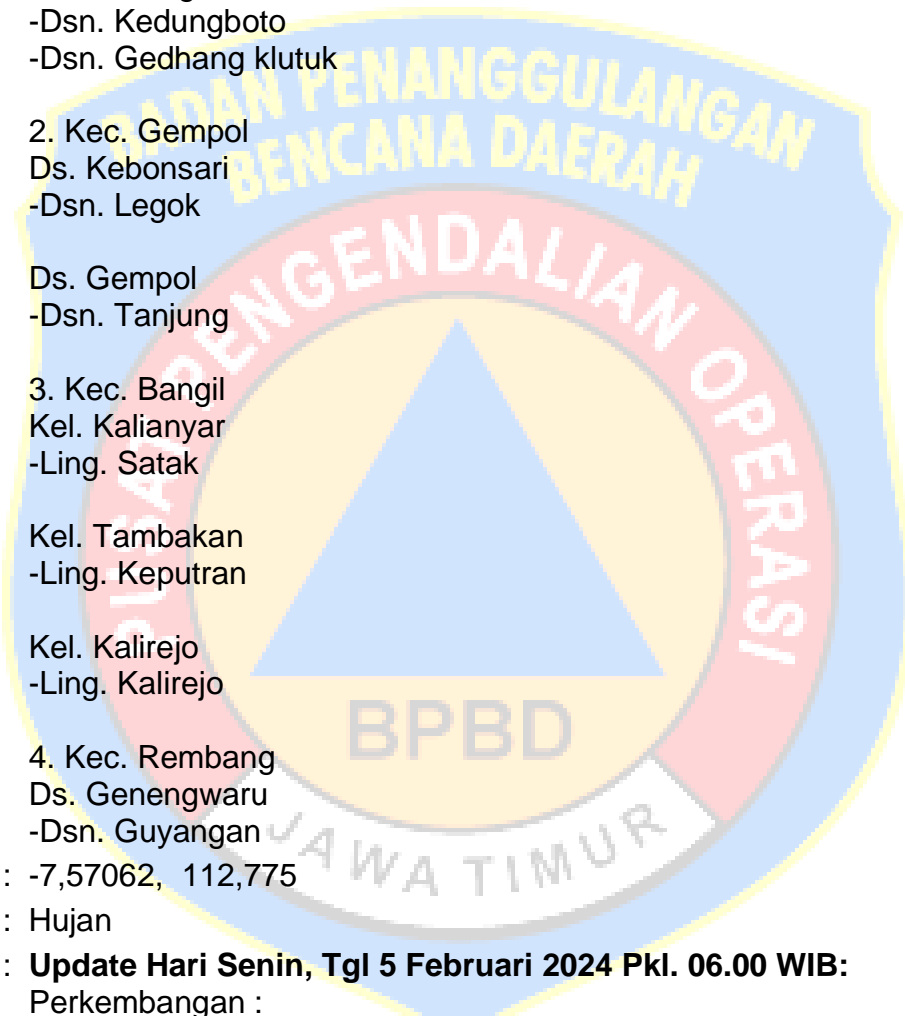 -Dsn. Kedungboto
-Dsn. Gedhang klutuk
2. Kec. Gempol
Ds. Kebonsari
-Dsn. Legok
Ds. Gempol
-Dsn. Tanjung
3. Kec. Bangil
Kel. Kalianyar
-Ling. Satak
Kel. Tambakan
-Ling. Keputran
Kel. Kalirejo
-Ling. Kalirejo
4. Kec. Rembang
Ds. Genengwaru
-Dsn. Guyangan
: -7,57062, 112,775
: Hujan
: Update Hari Senin, Tgl 5 Februari 2024 Pkl. 06.00 WIB:
Perkembangan :
BADAN PENANGGULANGAN
BENCANA DAERAH
PUSAT PENGENDALIAN OPERASI
BPBD
JAWA TIMUR